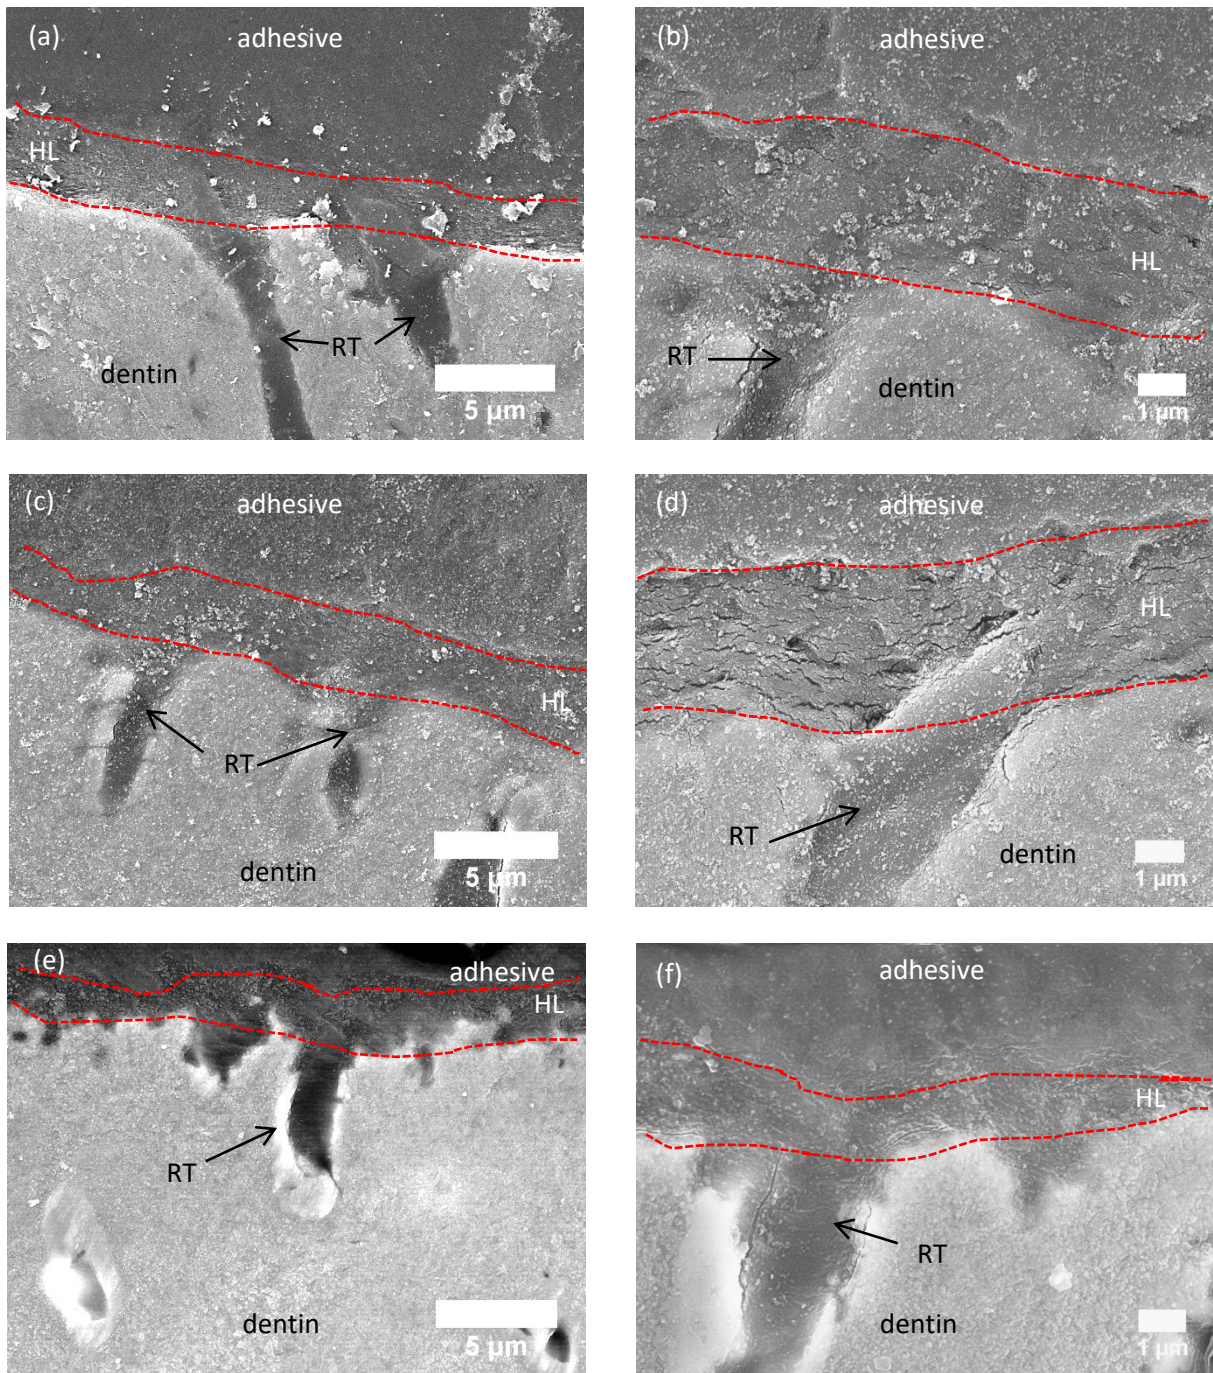 (a)
adhesive
HL
RT
dentin
5 µm
(b)
adhesive
HL
RT
dentin
1 µm
(c)
adhesive
HL
RT
dentin
5 µm
(d)
adhesive
HL
RT
dentin
1 µm
(e)
adhesive
HL
RT
dentin
5 µm
(f)
adhesive
HL
RT
dentin
1 µm